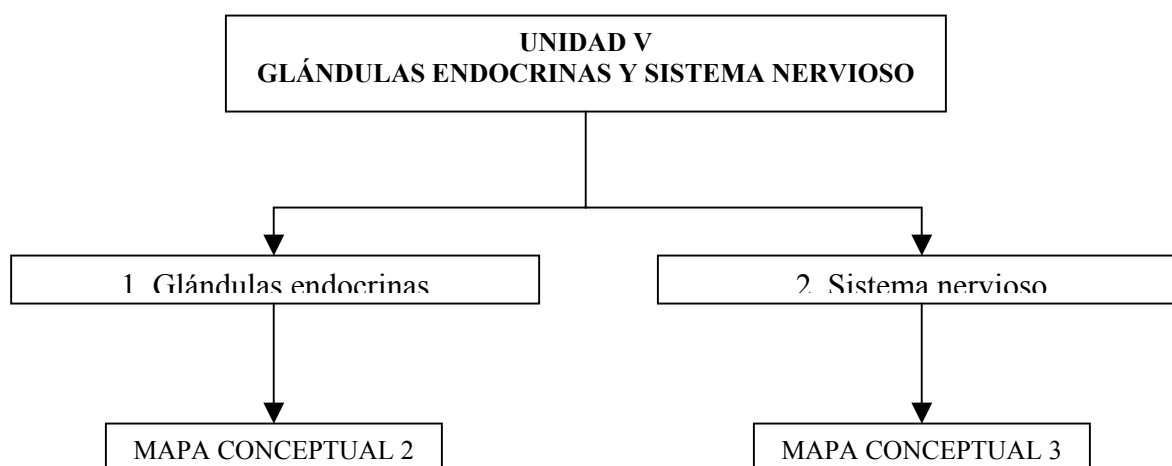 UNIDAD V
GLÁNDULAS ENDOCRINAS Y SISTEMA NERVIOSO
1. Glándulas endocrinas
2. Sistema nervioso
MAPA CONCEPTUAL 2
MAPA CONCEPTUAL 3